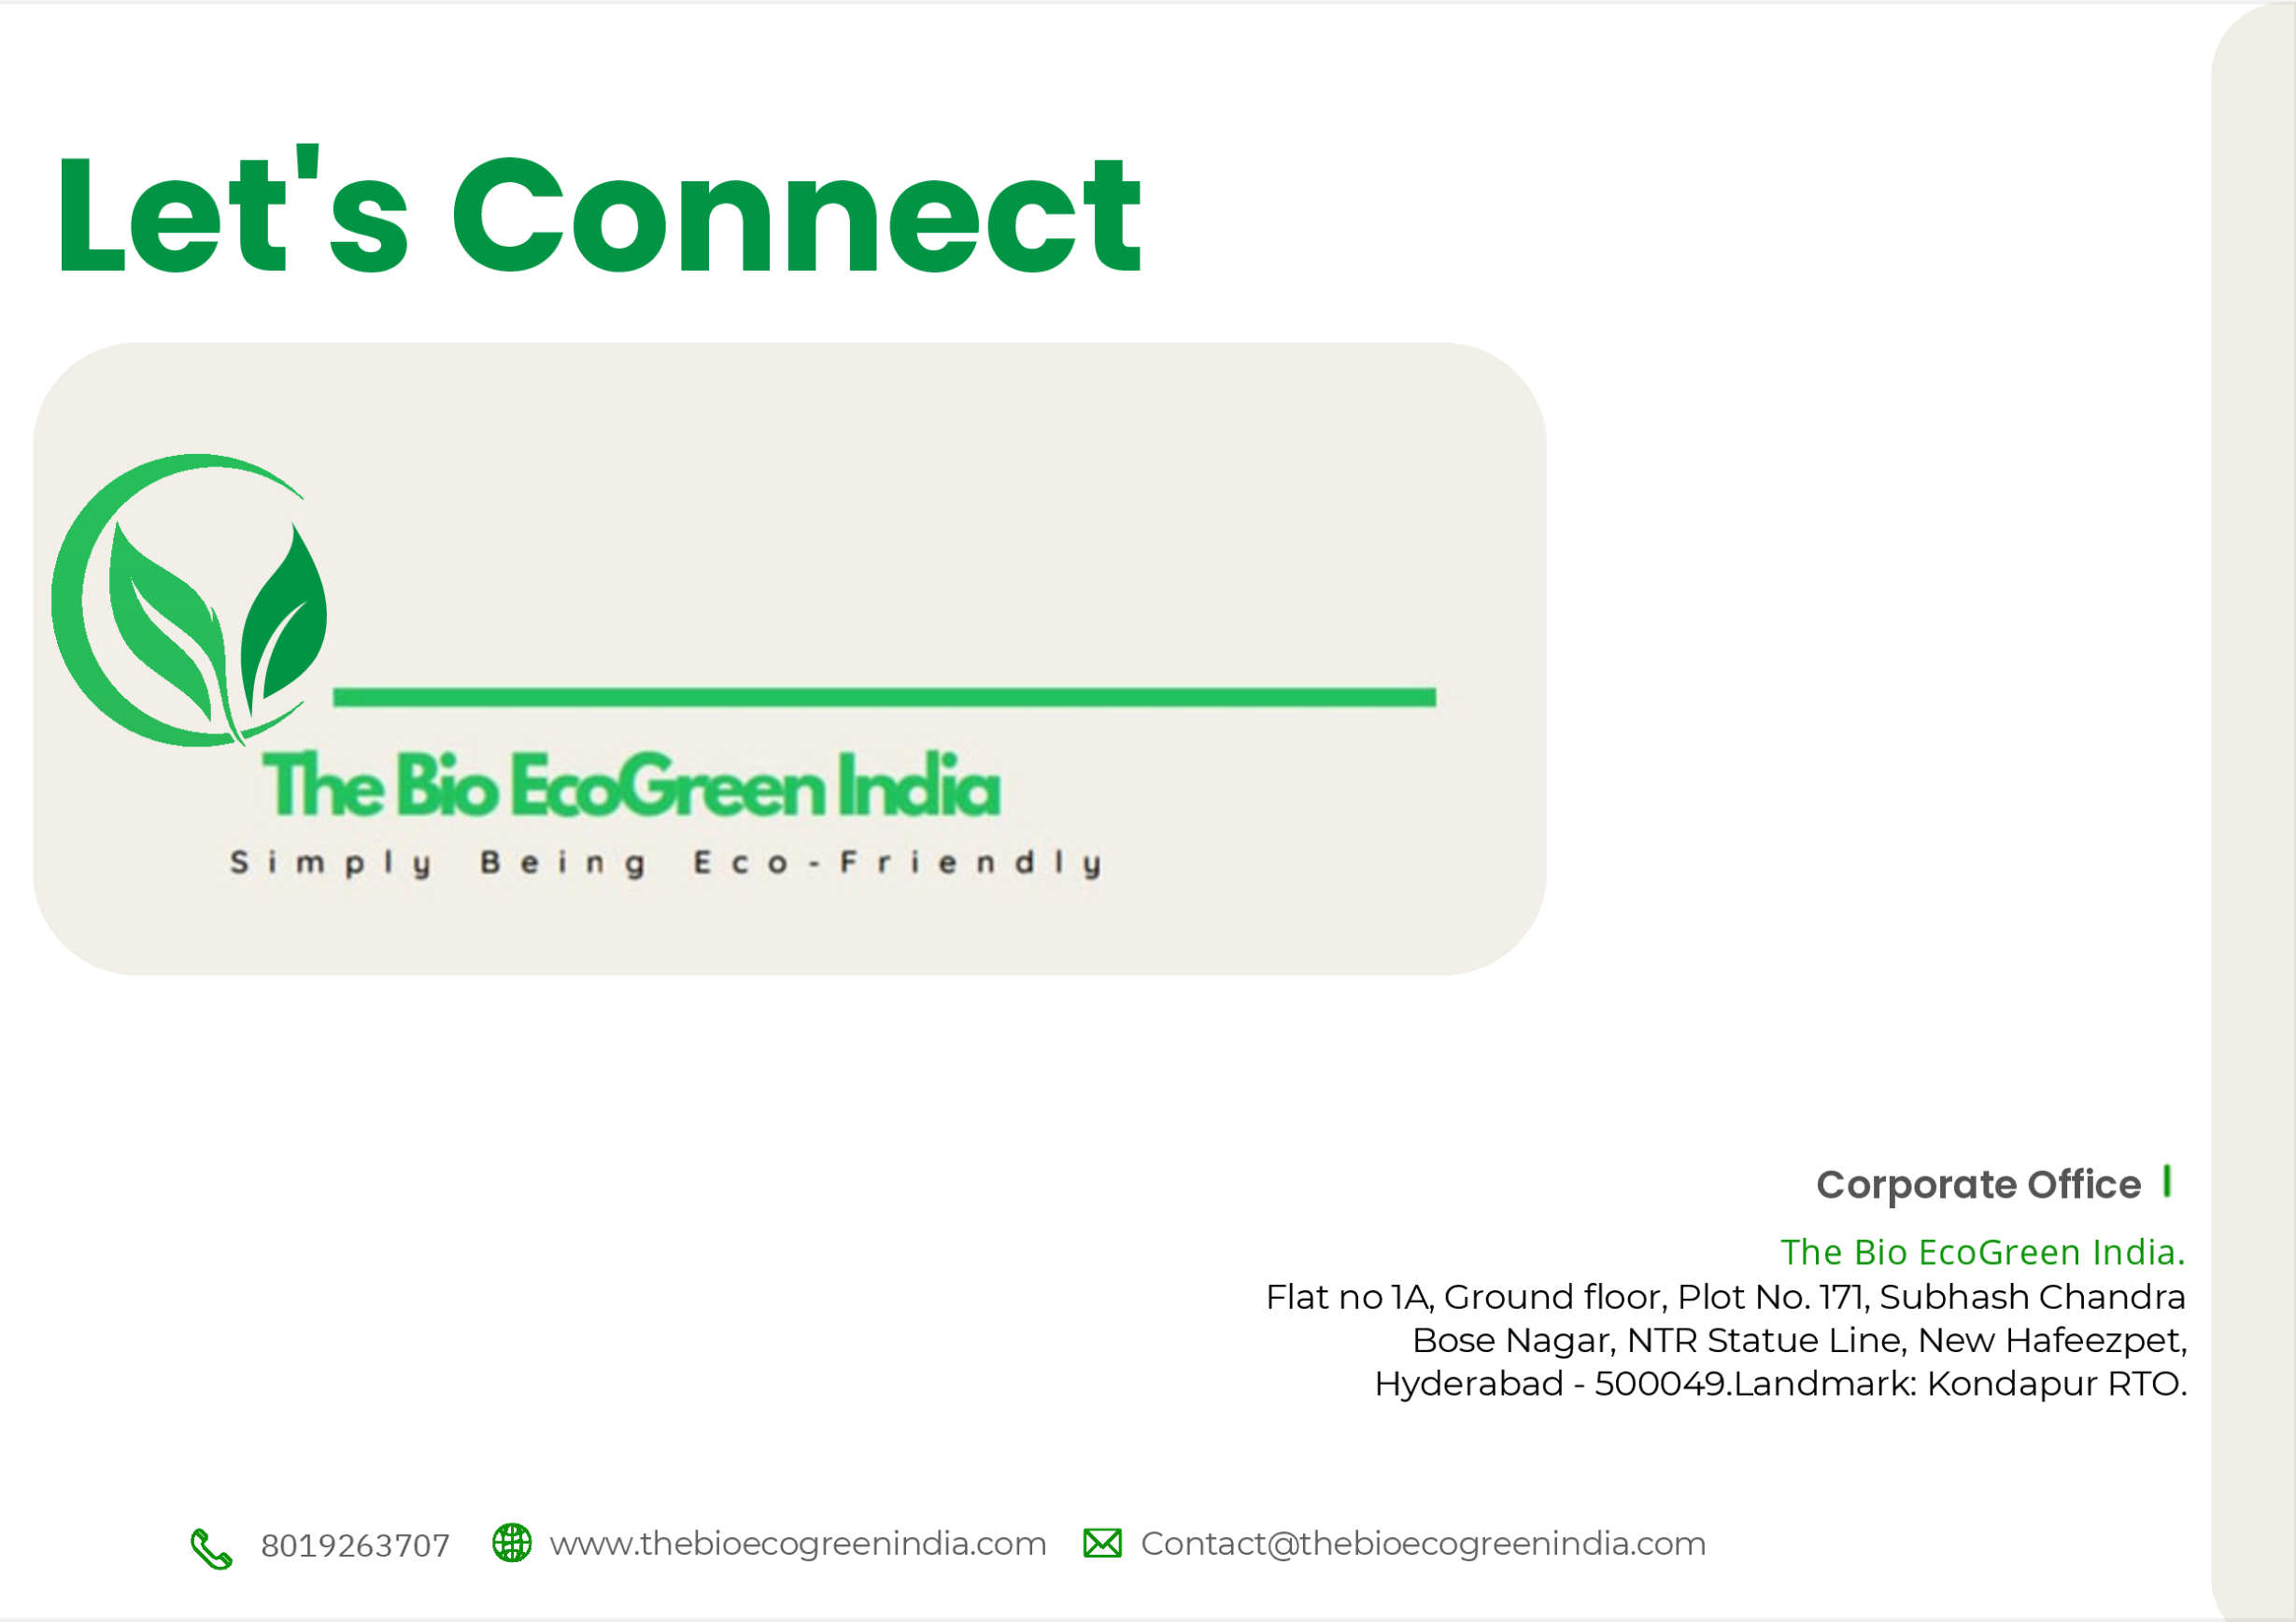 Let's Connect
The Bio EcoGreen India
Simply Being Eco-Friendly
Corporate Office
The Bio EcoGreen India.
Flat no 1A, Ground floor, Plot No. 171, Subhash Chandra
Bose Nagar, NTR Statue Line, New Hafeezpet,
Hyderabad - 500049.Landmark: Kondapur RTO.
8019263707 www.thebioecogreenindia.com Contact@thebioecogreenindia.com